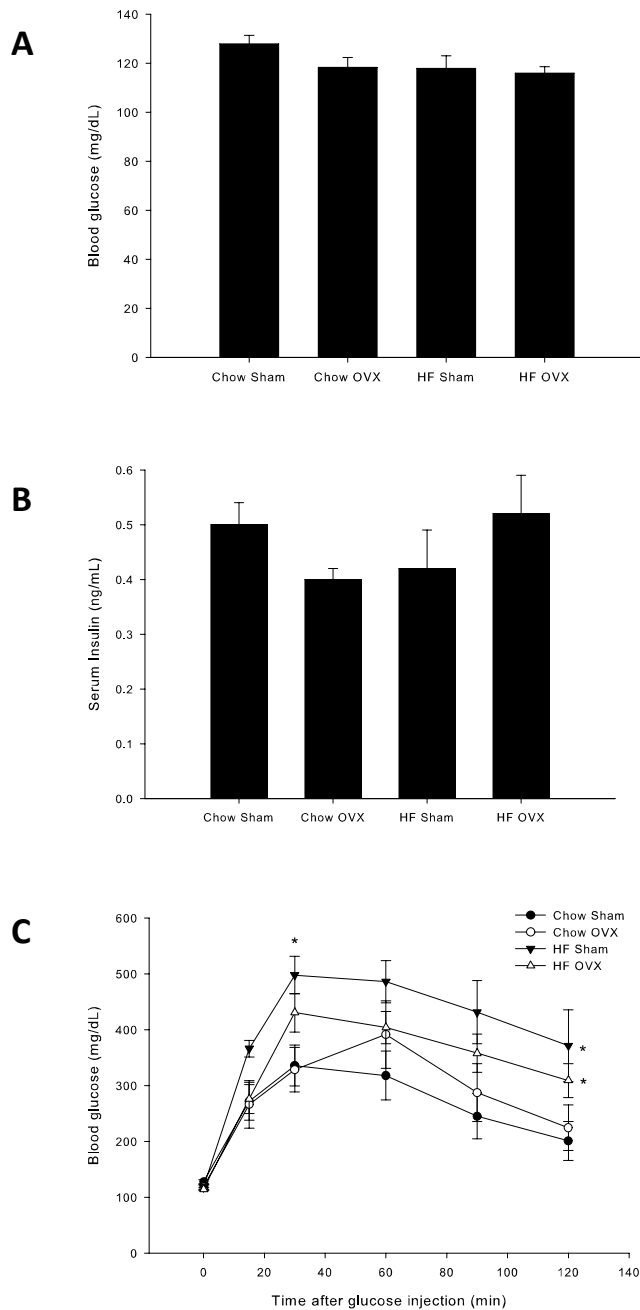 A
140
120
100
80
60
40
20
0
Blood glucose (mg/dL)
Chow Sham Chow OVX HF Sham HF OVX
B
0.6
0.5
0.4
0.3
0.2
0.1
0.0
Serum Insulin (ng/mL)
Chow Sham Chow OVX HF Sham HF OVX
C
600
500
400
300
200
100
0
Blood glucose (mg/dL)
*
Chow Sham
Chow OVX
HF Sham
HF OVX
*
*
0 20 40 60 80 100 120 140
Time after glucose injection (min)